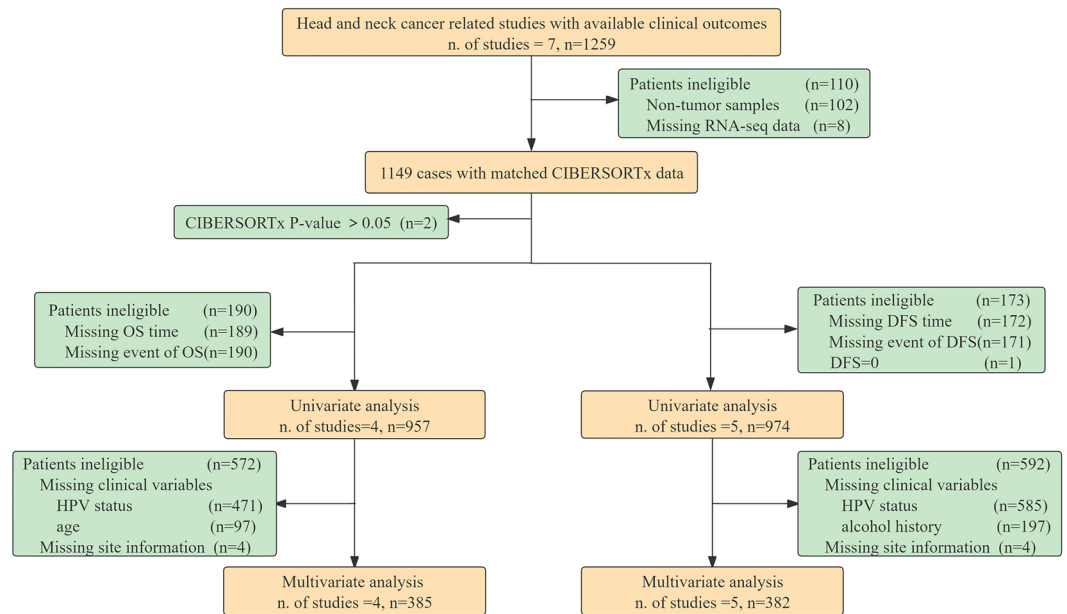 Head and neck cancer related studies with available clinical outcomes
n. of studies = 7, n=1259
Patients ineligible (n=110)
Non-tumor samples (n=102)
Missing RNA-seq data (n=8)
1149 cases with matched CIBERSORTx data
CIBERSORTx P-value > 0.05 (n=2)
Patients ineligible (n=190)
Missing OS time (n=189)
Missing event of OS(n=190)
Patients ineligible (n=173)
Missing DFS time (n=172)
Missing event of DFS(n=171)
DFS=0 (n=1)
Univariate analysis
n. of studies=4, n=957
Univariate analysis
n. of studies =5, n=974
Patients ineligible (n=572)
Missing clinical variables
HPV status (n=471)
age (n=97)
Missing site information (n=4)
Patients ineligible (n=592)
Missing clinical variables
HPV status (n=585)
alcohol history (n=197)
Missing site information (n=4)
Multivariate analysis
n. of studies =4, n=385
Multivariate analysis
n. of studies =5, n=382